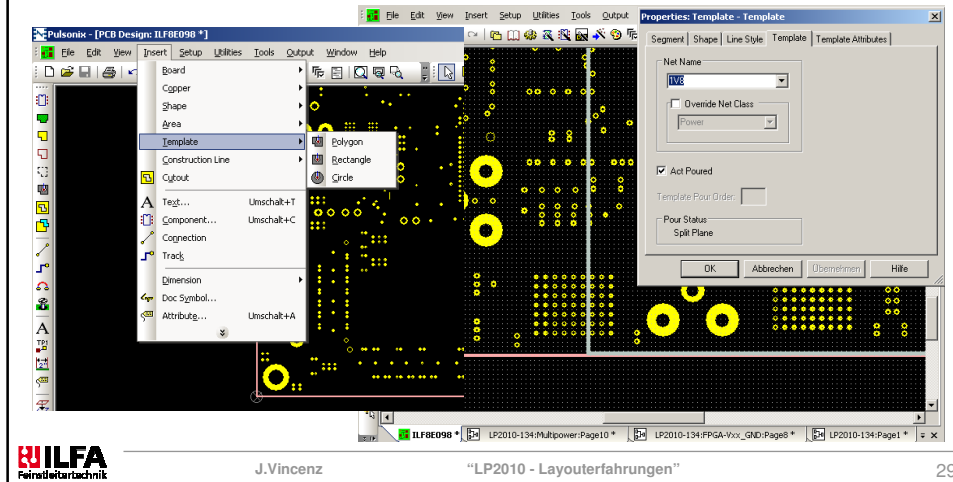 Pulsonix - [PCB Design: ILF8E098 *]
File Edit View Insert Setup Utilities Tools Output Window Help
Board
Copper
Shape
Area
Template
Construction Line
Cutout
Text... Umschalt+T
Component... Umschalt+C
Connection
Track
Dimension
Doc Symbol...
Attribute... Umschalt+A
Polygon
Rectangle
Circle
A
A
TP1
File Edit View Insert Setup Utilities Tools Output
Properties: Template - Template
Segment Shape Line Style Template Template Attributes
Net Name
1V8
Override Net Class
Power
Act Poured
Template Pour Order:
Pour Status
Split Plane
OK Abbrechen Übernehmen Hilfe
ILF8E098 * LP2010-134:Multipower:Page10 * LP2010-134:FPGA-Vxx_GND:Page8 * LP2010-134:Page1 *
ILFA
Feinstleitertechnik
J.Vincenz
"LP2010 - Layouterfahrungen"
29